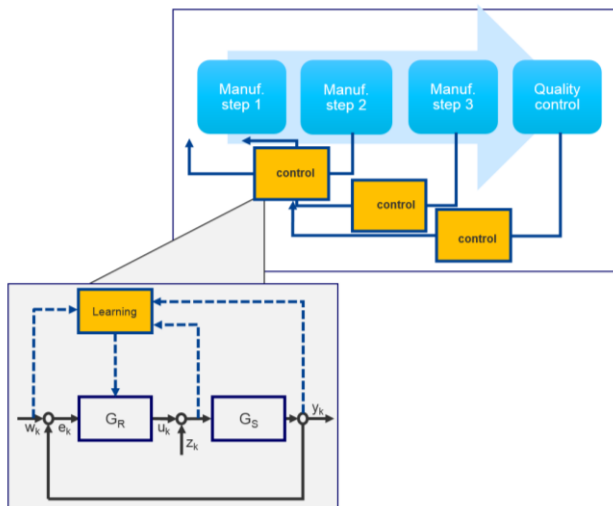 Manuf.
step 1
Manuf.
step 2
Manuf.
step 3
Quality
control
control
control
control
Learning
w_k
e_k
G_R
u_k
z_k
G_S
y_k